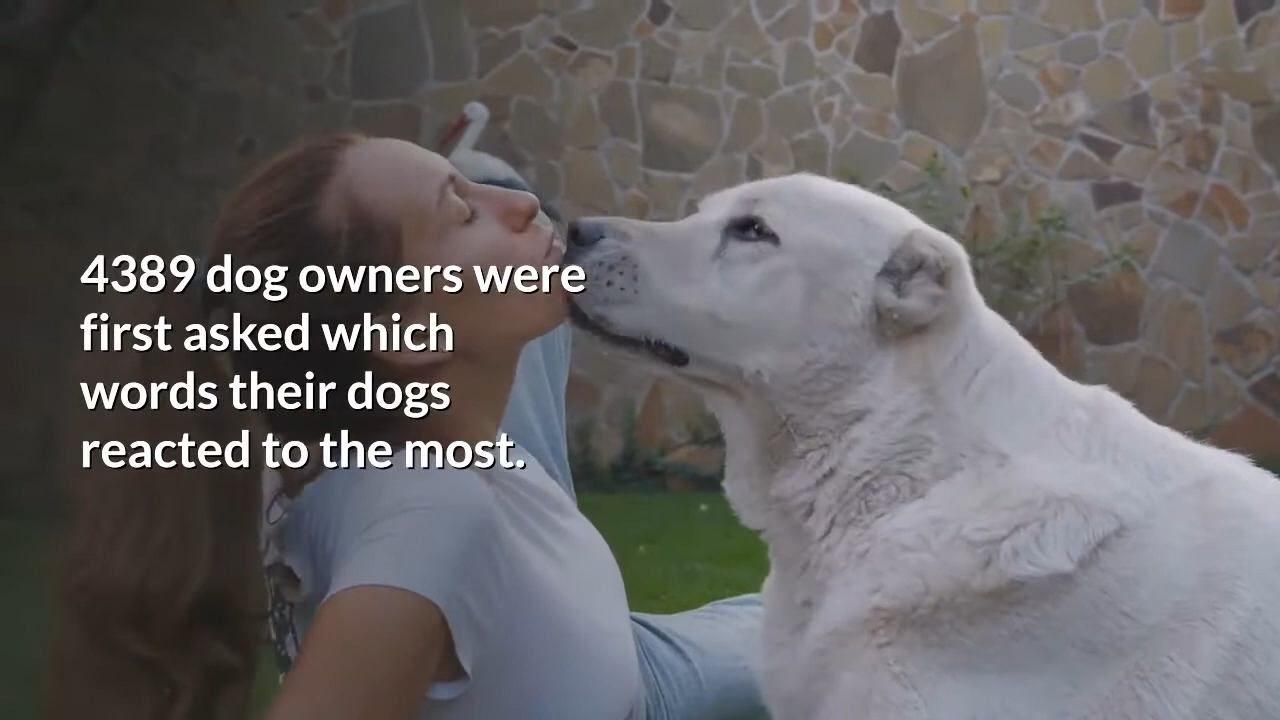 4389 dog owners were
first asked which
words their dogs
reacted to the most.